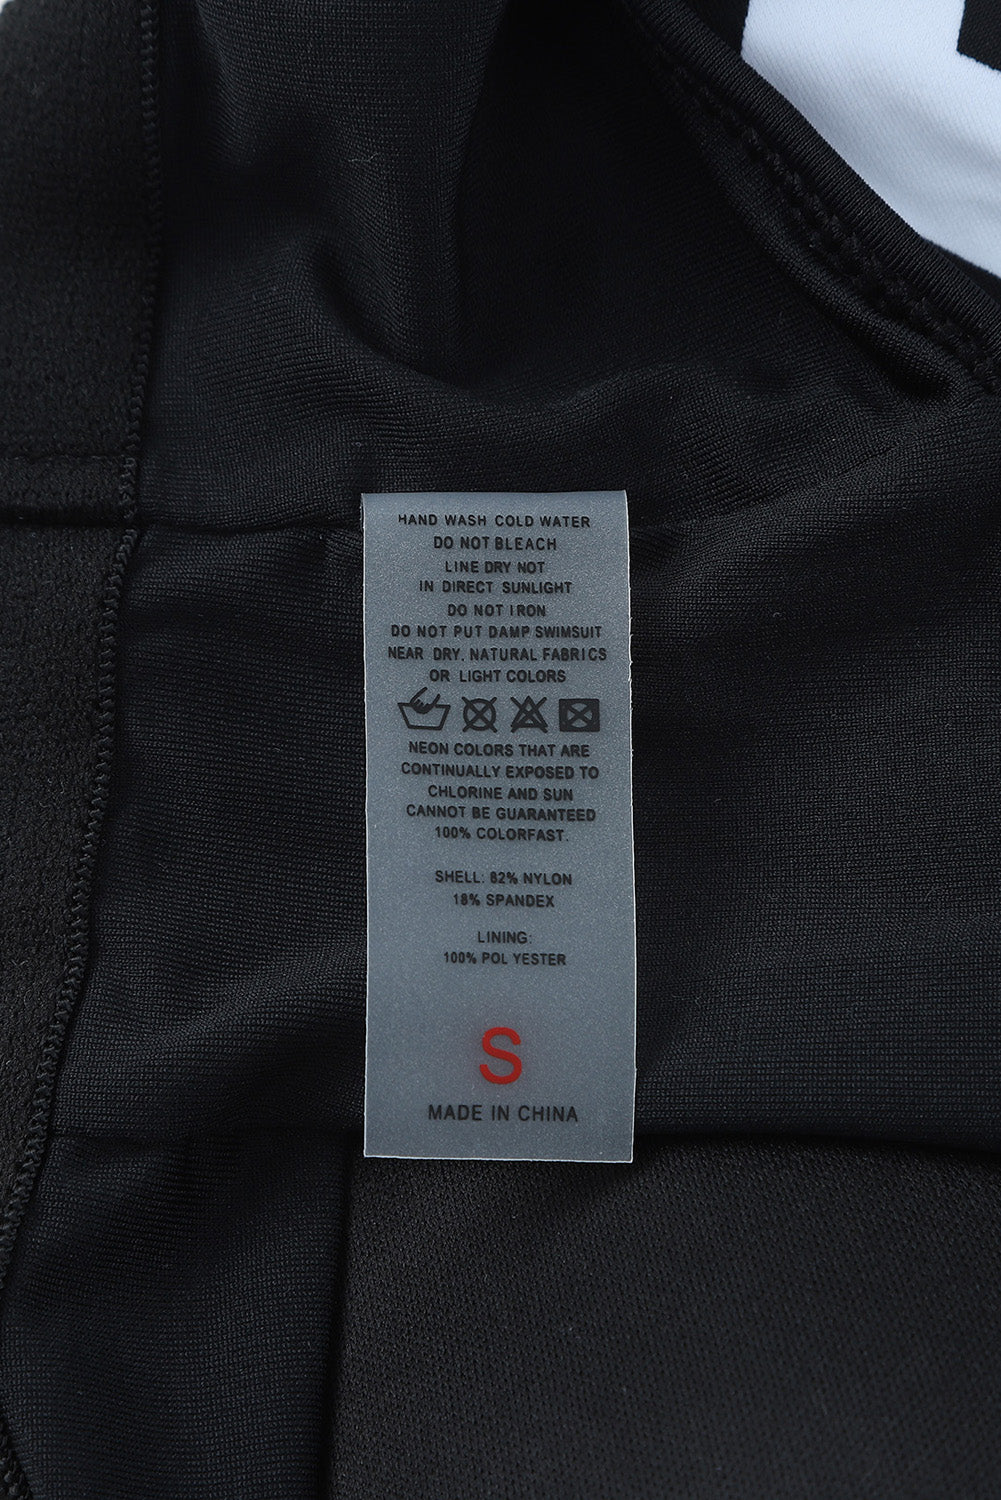 HAND WASH COLD WATER
DO NOT BLEACH
LINE DRY NOT
IN DIRECT SUNLIGHT
DO NOT IRON
DO NOT PUT DAMP SWIMSUIT
NEAR DRY, NATURAL FABRICS
OR LIGHT COLORS
NEON COLORS THAT ARE
CONTINUALLY EXPOSED TO
CHLORINE AND SUN
CANNOT BE GUARANTEED
100% COLORFAST.
SHELL: 82% NYLON
18% SPANDEX
LINING:
100% POLYESTER
S
MADE IN CHINA